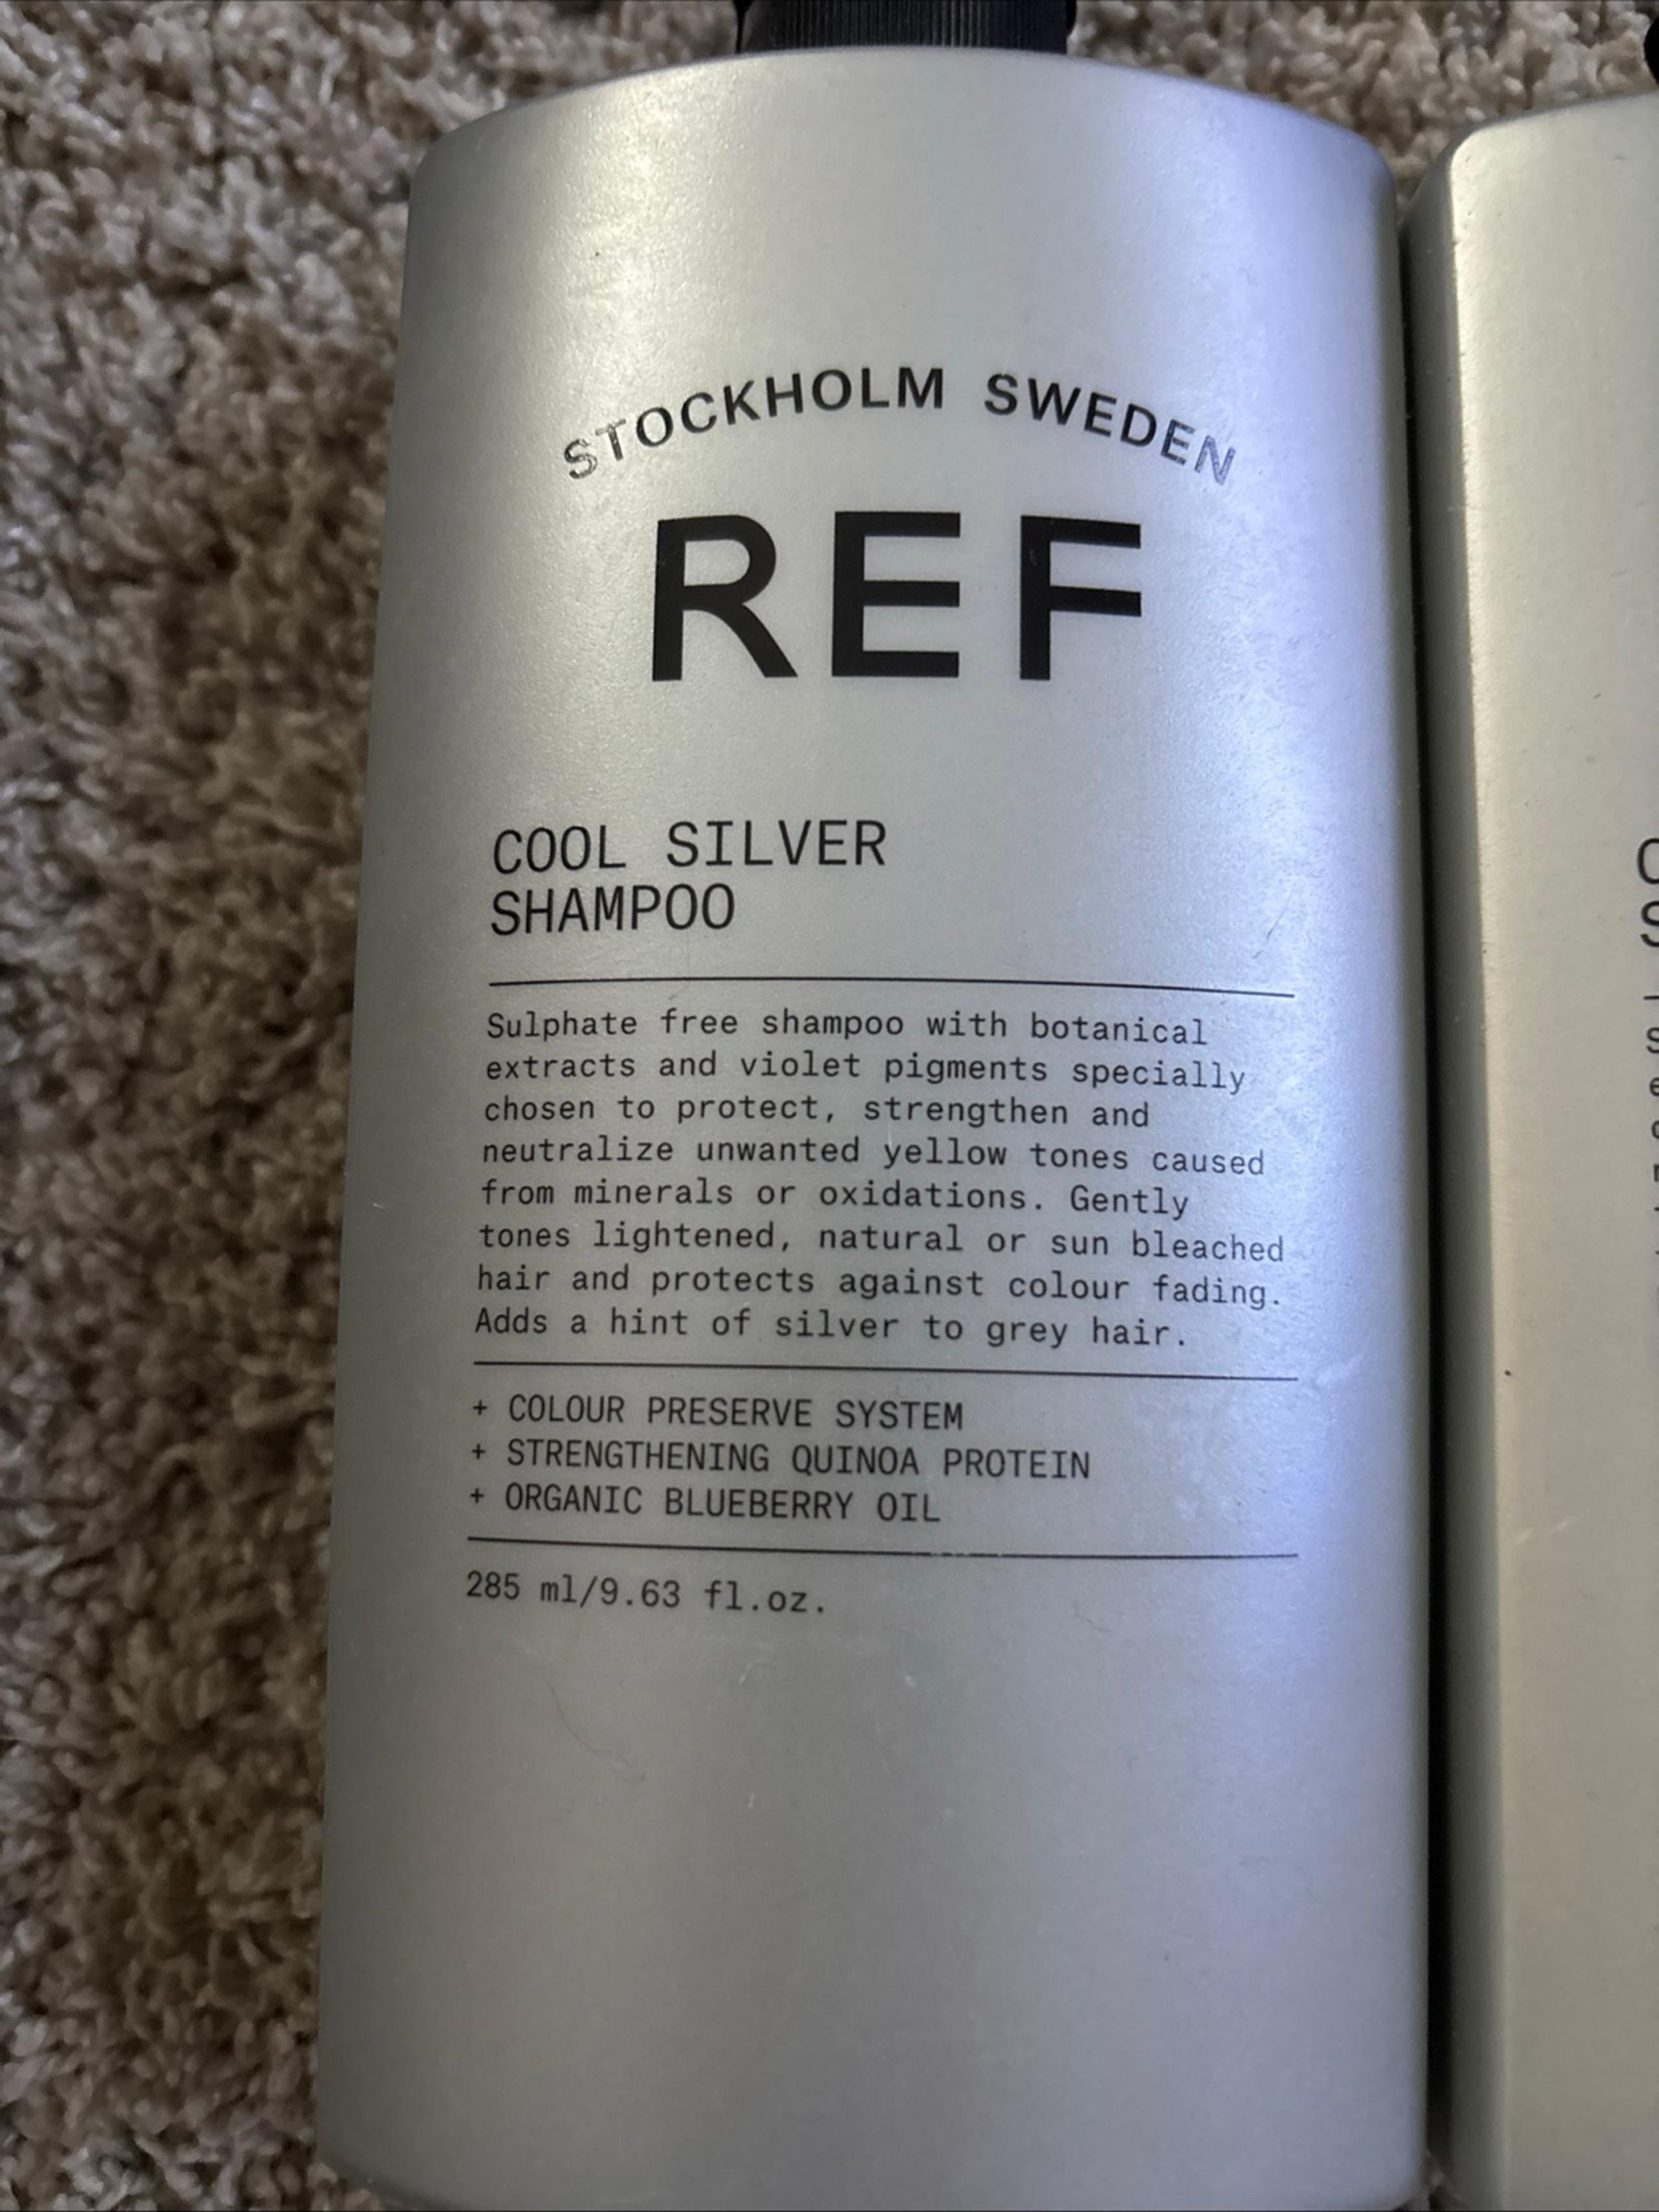 STOCKHOLM SWEDEN
REF
COOL SILVER
SHAMPOO
Sulphate free shampoo with botanical
extracts and violet pigments specially
chosen to protect, strengthen and
neutralize unwanted yellow tones caused
from minerals or oxidations. Gently
tones lightened, natural or sun bleached
hair and protects against colour fading.
Adds a hint of silver to grey hair.
+ COLOUR PRESERVE SYSTEM
+ STRENGTHENING QUINOA PROTEIN
+ ORGANIC BLUEBERRY OIL
285 ml/9.63 fl.oz.